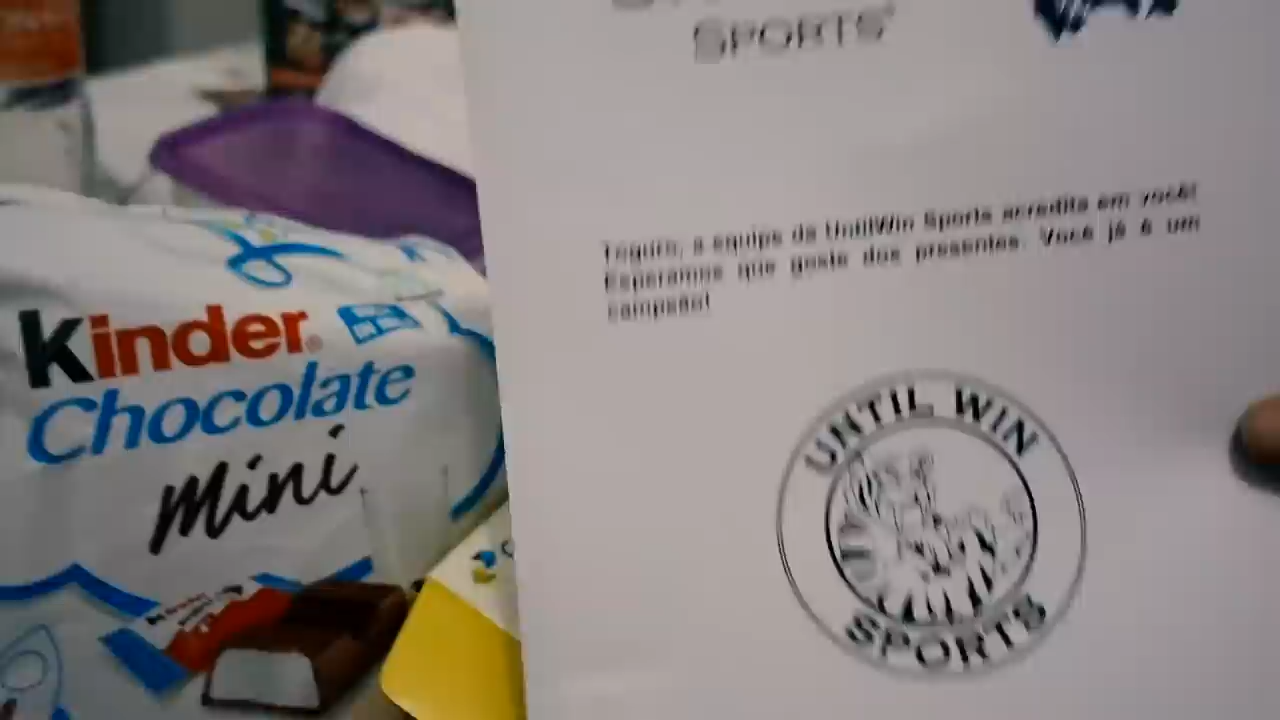 SPORTS
Toguro, a equipe da UntilWin Sports acredita em você!
Esperamos que goste dos presentes. Você já é um
campeão!
Kinder
Chocolate
mini
UNTIL WIN
SPORTS